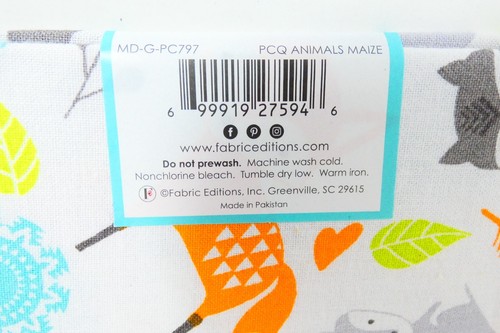 MD-G-PC797 PCQ ANIMALS MAIZE
6 99919 27594 6
www.fabriceditions.com
Do not prewash. Machine wash cold.
Nonchlorine bleach. Tumble dry low. Warm iron.
©Fabric Editions, Inc. Greenville, SC 29615
Made in Pakistan